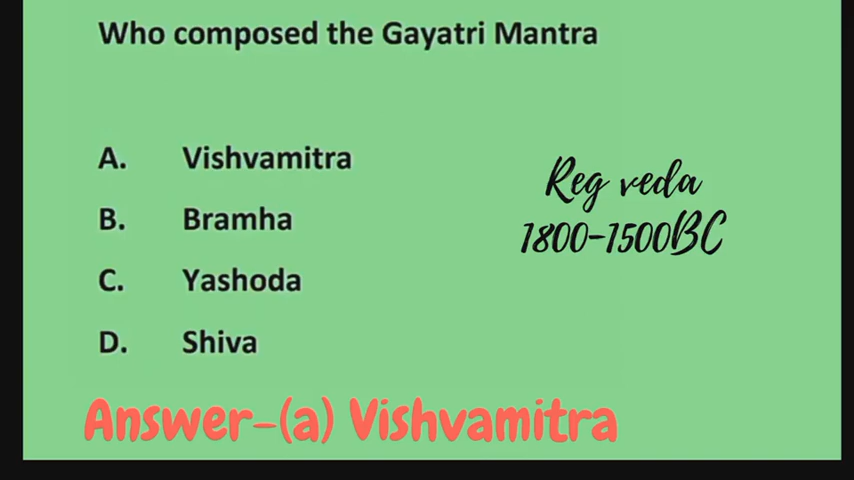 Who composed the Gayatri Mantra
A. Vishvamitra
B. Bramha
C. Yashoda
D. Shiva
Reg veda
1800-1500BC
Answer-(a) Vishvamitra